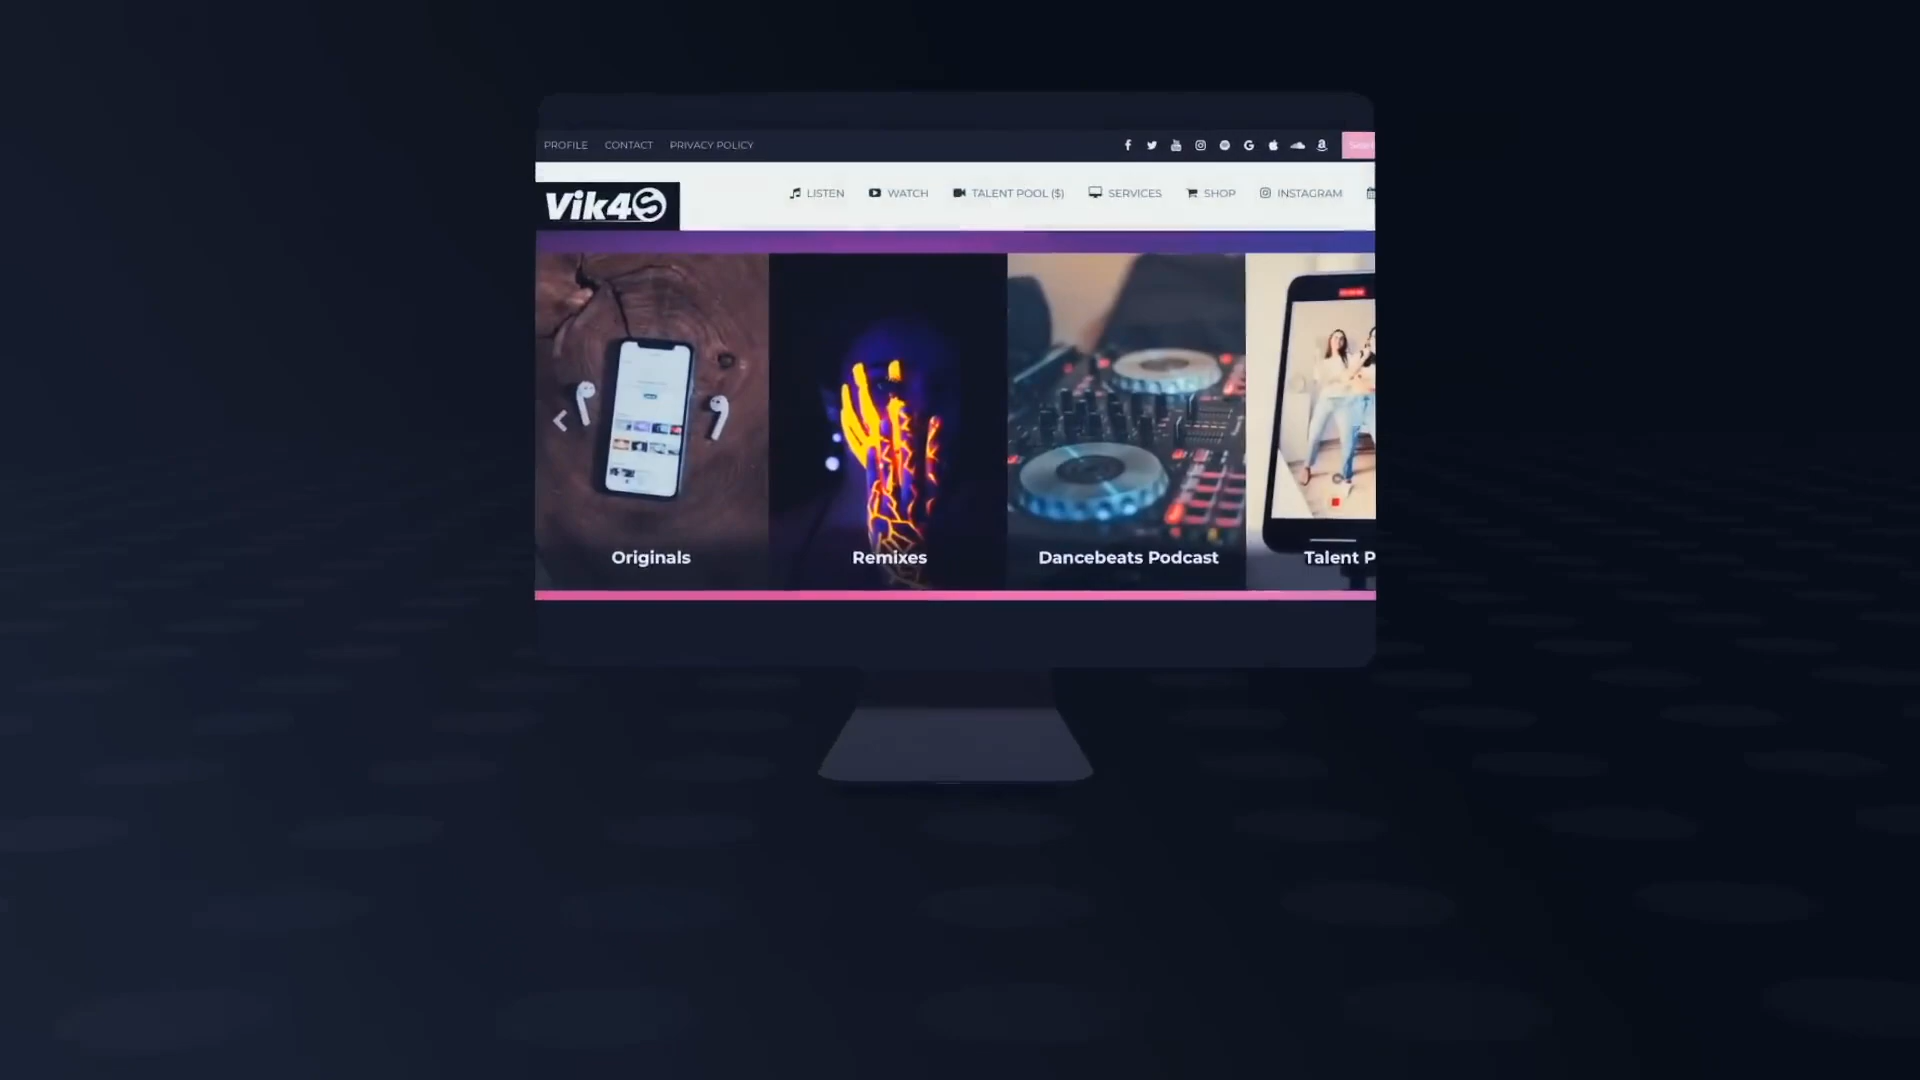 PROFILE CONTACT PRIVACY POLICY
Vik4S
LISTEN WATCH TALENT POOL ($) SERVICES SHOP INSTAGRAM
Originals Remixes Dancebeats Podcast Talent P